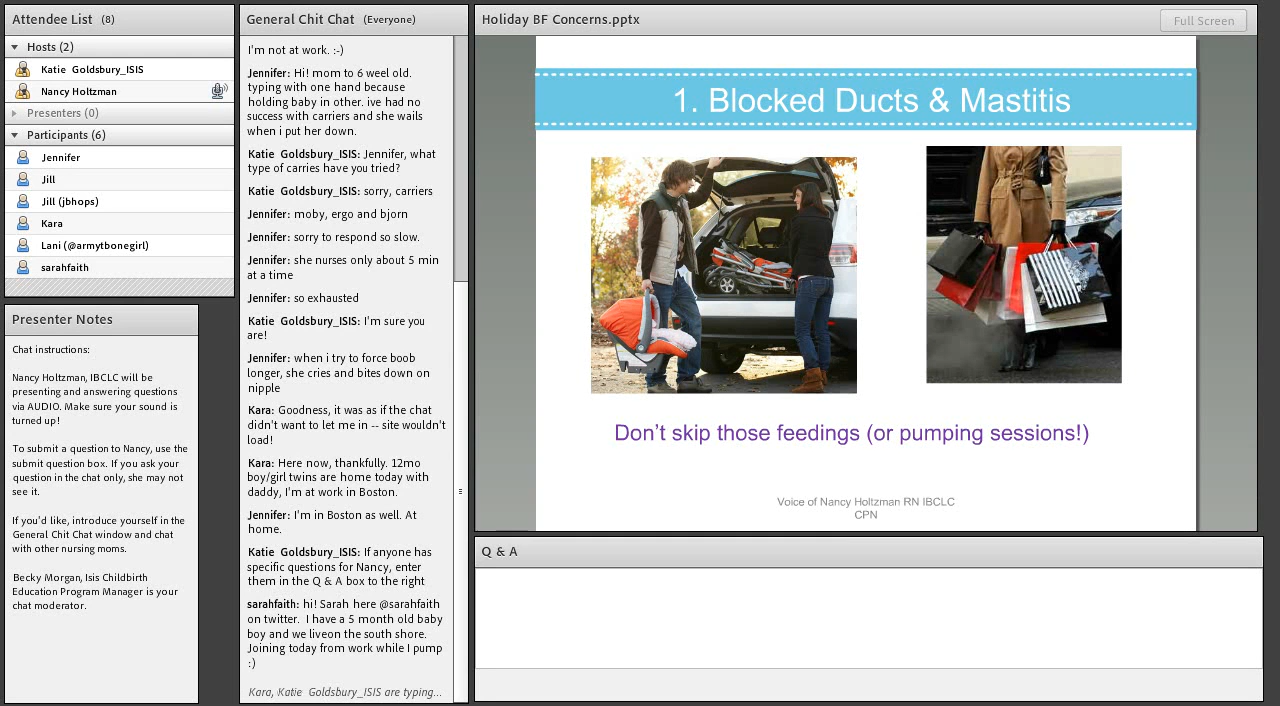 Attendee List (8)
Hosts (2)
Katie Goldsbury_ISIS
Nancy Holtzman
Presenters (0)
Participants (6)
Jennifer
Jill
Jill (jbhops)
Kara
Lani (@armytbonegirl)
sarahfaith
Presenter Notes
Chat instructions:
Nancy Holtzman, IBCLC will be
presenting and answering questions
via AUDIO. Make sure your sound is
turned up!
To submit a question to Nancy, use the
submit question box. If you ask your
question in the chat only, she may not
see it.
If you'd like, introduce yourself in the
General Chit Chat window and chat
with other nursing moms.
Becky Morgan, Isis Childbirth
Education Program Manager is your
chat moderator.
General Chit Chat (Everyone)
I'm not at work. :-)
Jennifer: Hi! mom to 6 weel old.
typing with one hand because
holding baby in other. ive had no
success with carriers and she wails
when i put her down.
Katie Goldsbury_ISIS: Jennifer, what
type of carries have you tried?
Katie Goldsbury_ISIS: sorry, carriers
Jennifer: moby, ergo and bjorn
Jennifer: sorry to respond so slow.
Jennifer: she nurses only about 5 min
at a time
Jennifer: so exhausted
Katie Goldsbury_ISIS: I'm sure you
are!
Jennifer: when i try to force boob
longer, she cries and bites down on
nipple
Kara: Goodness, it was as if the chat
didn't want to let me in -- site wouldn't
load!
Kara: Here now, thankfully. 12mo
boy/girl twins are home today with
daddy, I'm at work in Boston.
Jennifer: I'm in Boston as well. At
home.
Katie Goldsbury_ISIS: If anyone has
specific questions for Nancy, enter
them in the Q & A box to the right
sarahfaith: hi! Sarah here @sarahfaith
on twitter. I have a 5 month old baby
boy and we liveon the south shore.
Joining today from work while I pump
:)
Kara, Katie Goldsbury_ISIS are typing...
Holiday BF Concerns.pptx
Full Screen
1. Blocked Ducts & Mastitis
Don't skip those feedings (or pumping sessions!)
Voice of Nancy Holtzman RN IBCLC
CPN
Q & A